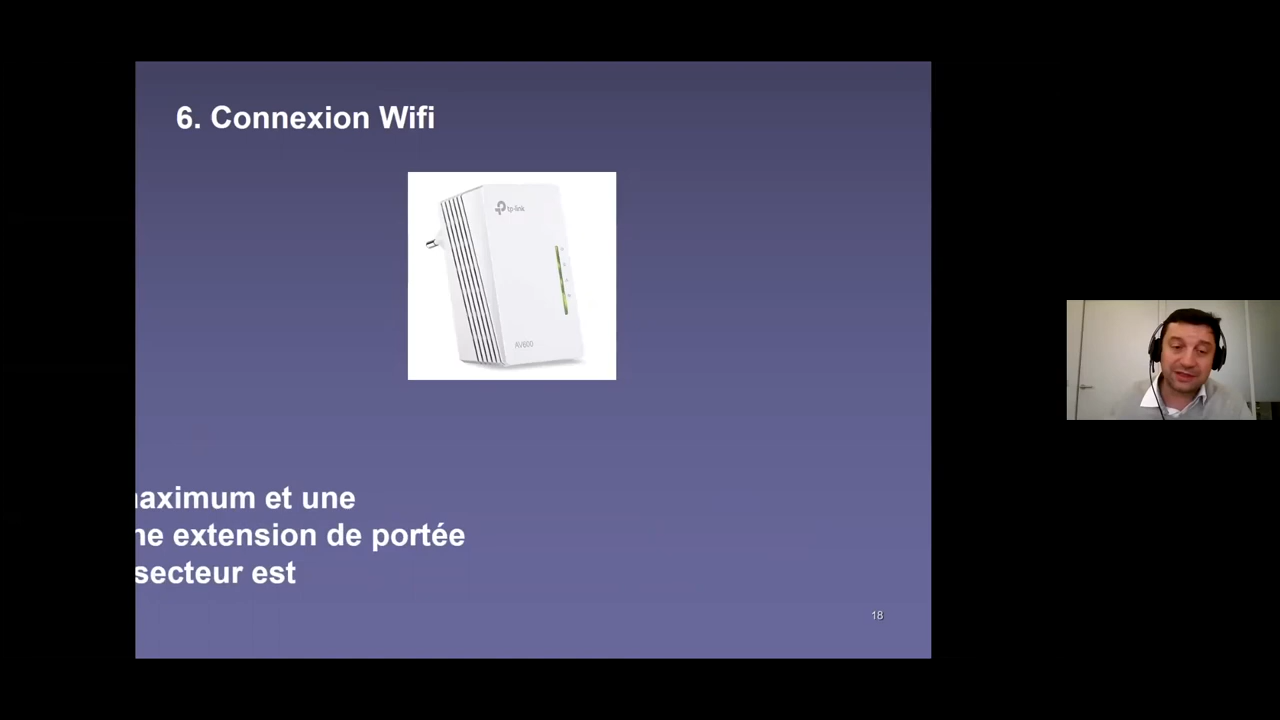 6. Connexion Wifi
tp-link
AV600
maximum et une
ne extension de portée
secteur est
18